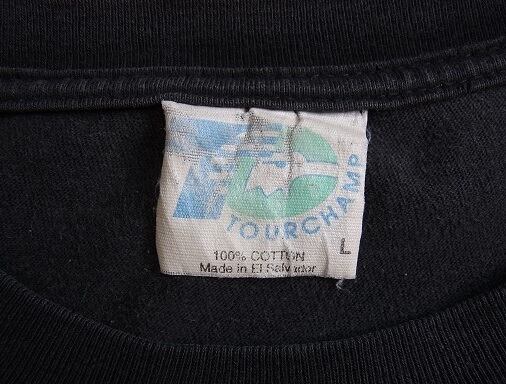 TOURCHAMP
L
100% COTTON
Made in El Salvador